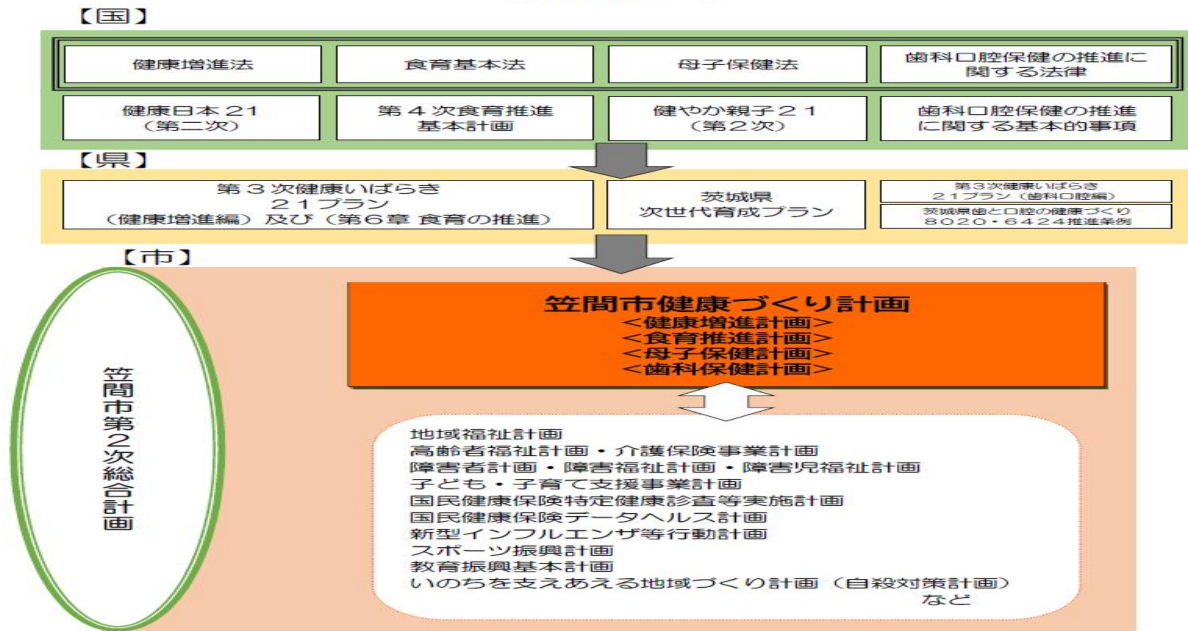 【国】
健康増進法
食育基本法
母子保健法
歯科口腔保健の推進に
関する法律
健康日本21
（第二次）
第4次食育推進
基本計画
健やか親子21
（第2次）
歯科口腔保健の推進
に関する基本的事項
【県】
第3次健康いばらき
21プラン
（健康増進編）及び（第6章 食育の推進）
茨城県
次世代育成プラン
第3次健康いばらき
21プラン（歯科口腔編）
茨城県歯と口腔の健康づくり
8020・6424推進条例
【市】
笠間市第2次総合計画
笠間市健康づくり計画
＜健康増進計画＞
＜食育推進計画＞
＜母子保健計画＞
＜歯科保健計画＞
地域福祉計画
高齢者福祉計画・介護保険事業計画
障害者計画・障害福祉計画・障害児福祉計画
子ども・子育て支援事業計画
国民健康保険特定健康診査等実施計画
国民健康保険データヘルス計画
新型インフルエンザ等行動計画
スポーツ振興計画
教育振興基本計画
いのちを支えあえる地域づくり計画（自殺対策計画）
など